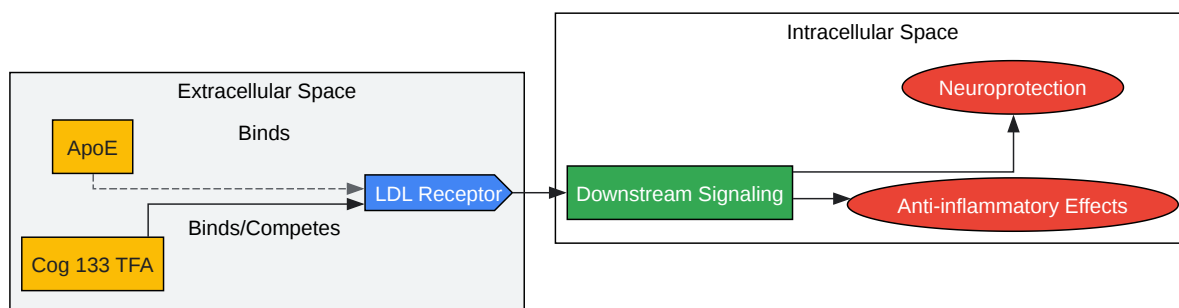 Extracellular Space
Binds
ApoE
LDL Receptor
Binds/Competes
Cog 133 TFA
Intracellular Space
Neuroprotection
Downstream Signaling
Anti-inflammatory Effects